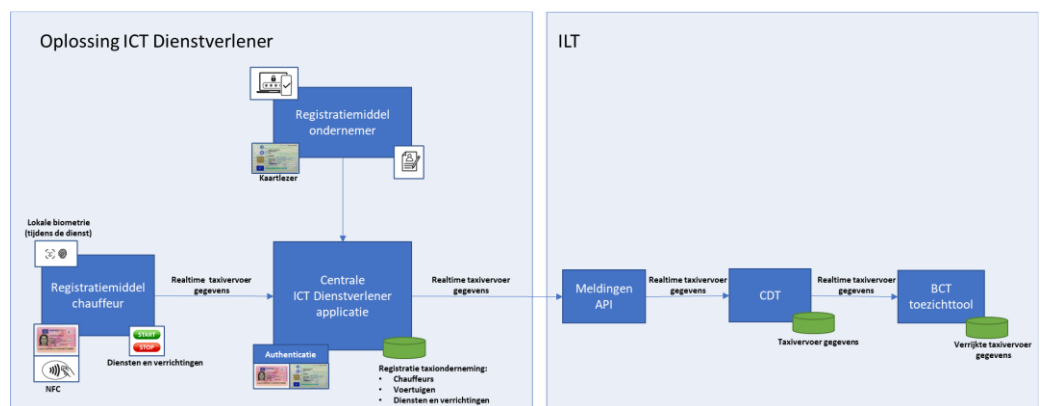 Oplossing ICT Dienstverlener
ILT
Registratiemiddel
ondernemer
Kaartlezer
Lokale biometrie
(tijdens de dienst)
Registratiemiddel
chauffeur
START
STOP
NFC
Diensten en verrichtingen
Realtime taxivervoer
gegevens
Centrale
ICT Dienstverlener
applicatie
Authenticatie
Registratie taxionderneming:
• Chauffeurs
• Voertuigen
• Diensten en verrichtingen
Realtime taxivervoer
gegevens
Meldingen
API
Realtime taxivervoer
gegevens
CDT
Taxivervoer gegevens
Realtime taxivervoer
gegevens
BCT
toezichttool
Verrijkte taxivervoer
gegevens